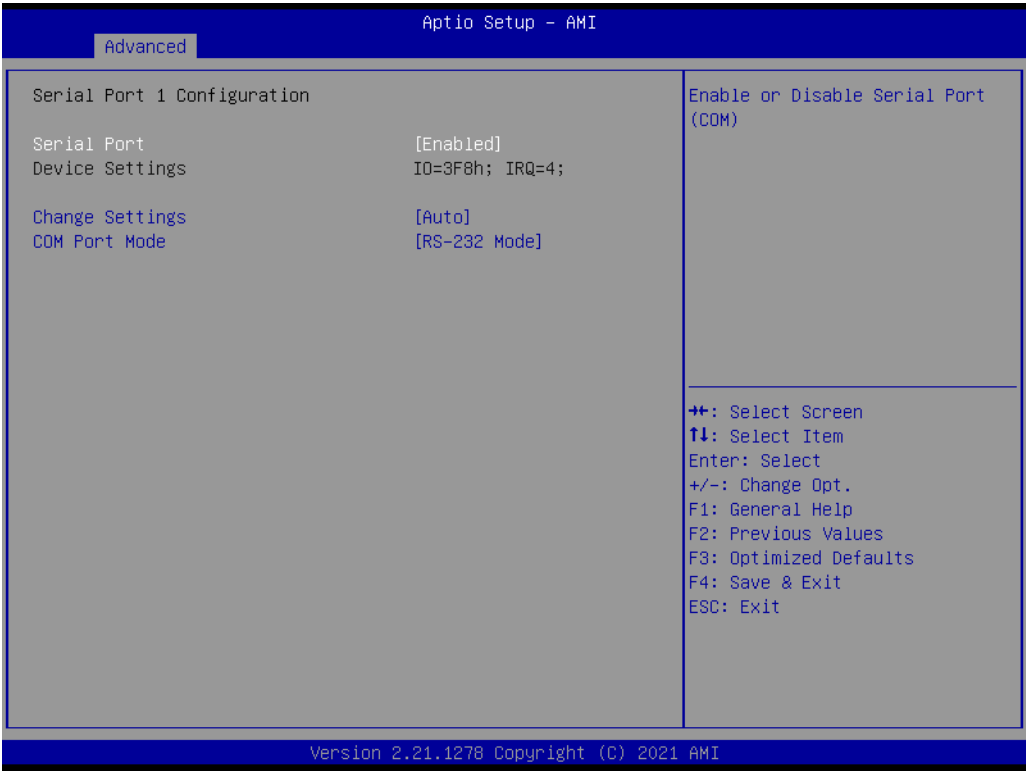 Aptio Setup – AMI
Advanced
Serial Port 1 Configuration
Serial Port [Enabled]
Device Settings IO=3F8h; IRQ=4;
Change Settings [Auto]
COM Port Mode [RS-232 Mode]
Enable or Disable Serial Port
(COM)
→←: Select Screen
↑↓: Select Item
Enter: Select
+/-: Change Opt.
F1: General Help
F2: Previous Values
F3: Optimized Defaults
F4: Save & Exit
ESC: Exit
Version 2.21.1278 Copyright (C) 2021 AMI